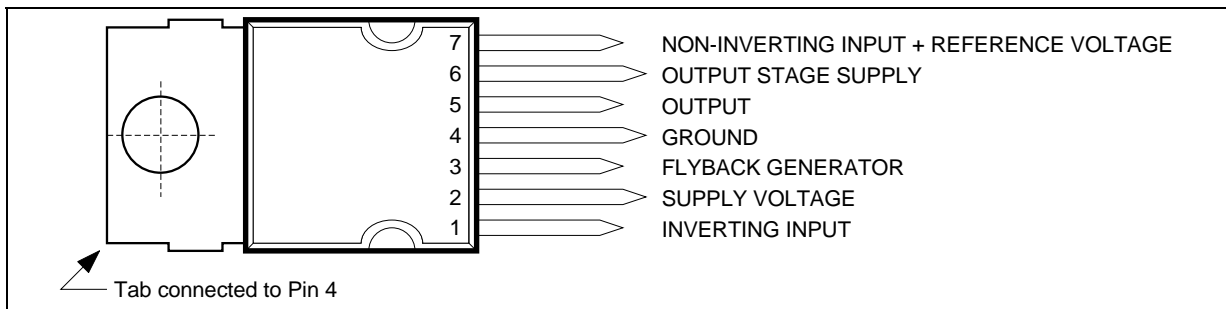 7 NON-INVERTING INPUT + REFERENCE VOLTAGE
6 OUTPUT STAGE SUPPLY
5 OUTPUT
4 GROUND
3 FLYBACK GENERATOR
2 SUPPLY VOLTAGE
1 INVERTING INPUT
Tab connected to Pin 4